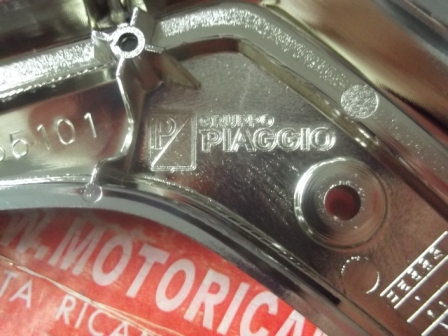 55101
P
GRUPPO
PIAGGIO
W.MOTORICA
TA RICA